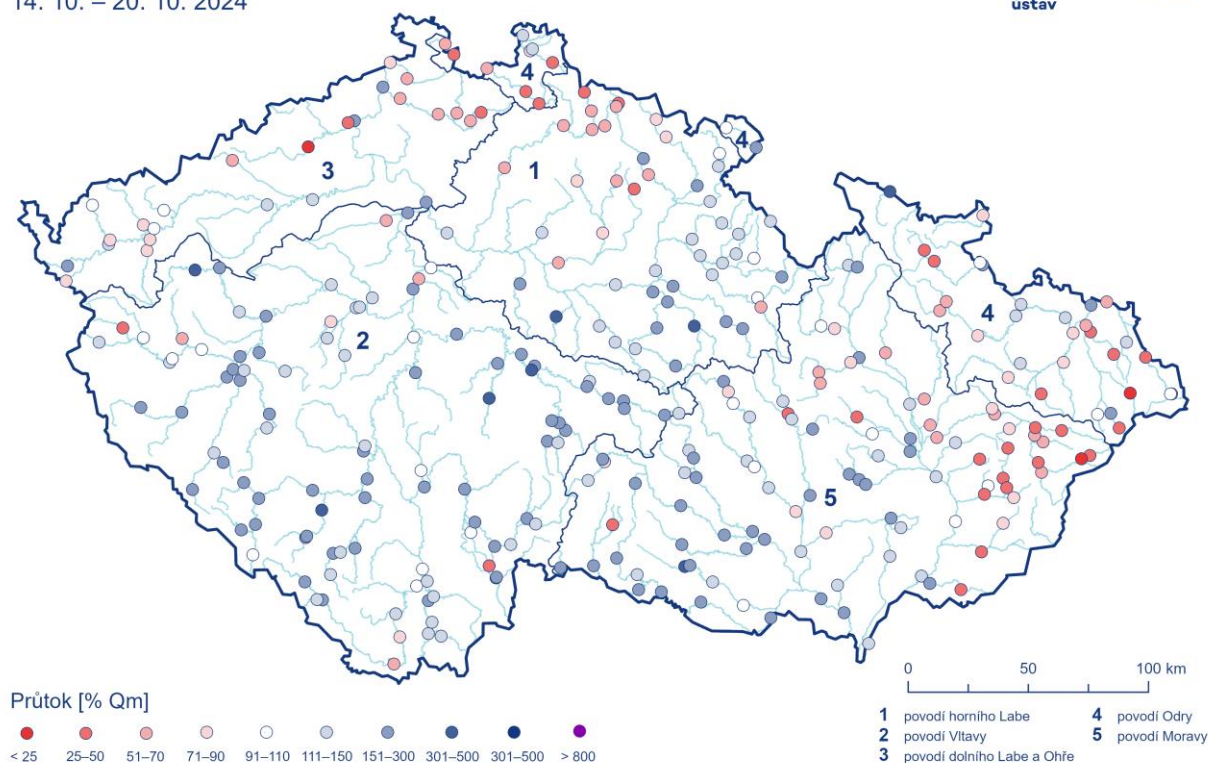 14. 10. – 20. 10. 2024
ústav
4
4
3
1
2
4
5
0 50 100 km
Průtok [% Qm]
< 25 25–50 51–70 71–90 91–110 111–150 151–300 301–500 301–500 > 800
1 povodí horního Labe
2 povodí Vltavy
3 povodí dolního Labe a Ohře
4 povodí Odry
5 povodí Moravy